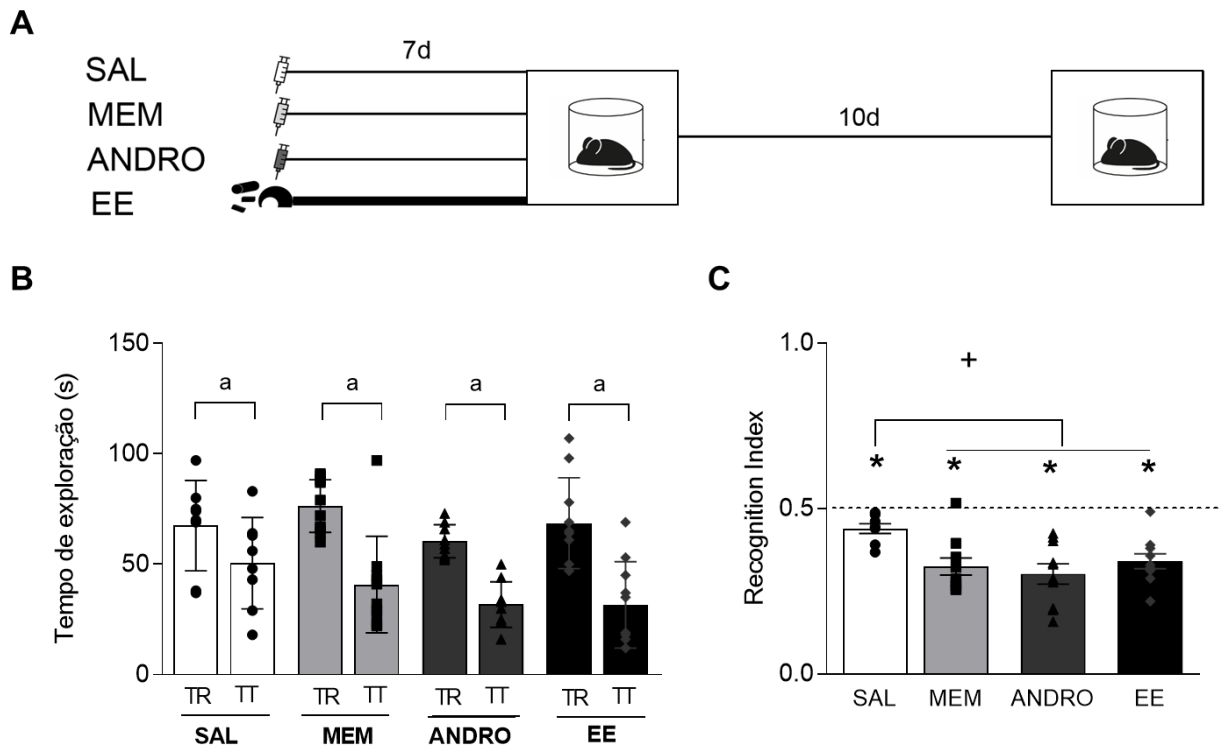 A
SAL
MEM
ANDRO
EE
7d
10d
B
Tempo de exploração (s)
150
100
50
0
a
a
a
a
TR TT TR TT TR TT TR TT
SAL MEM ANDRO EE
C
Recognition Index
1.0
0.5
0.0
+
* * * *
SAL MEM ANDRO EE